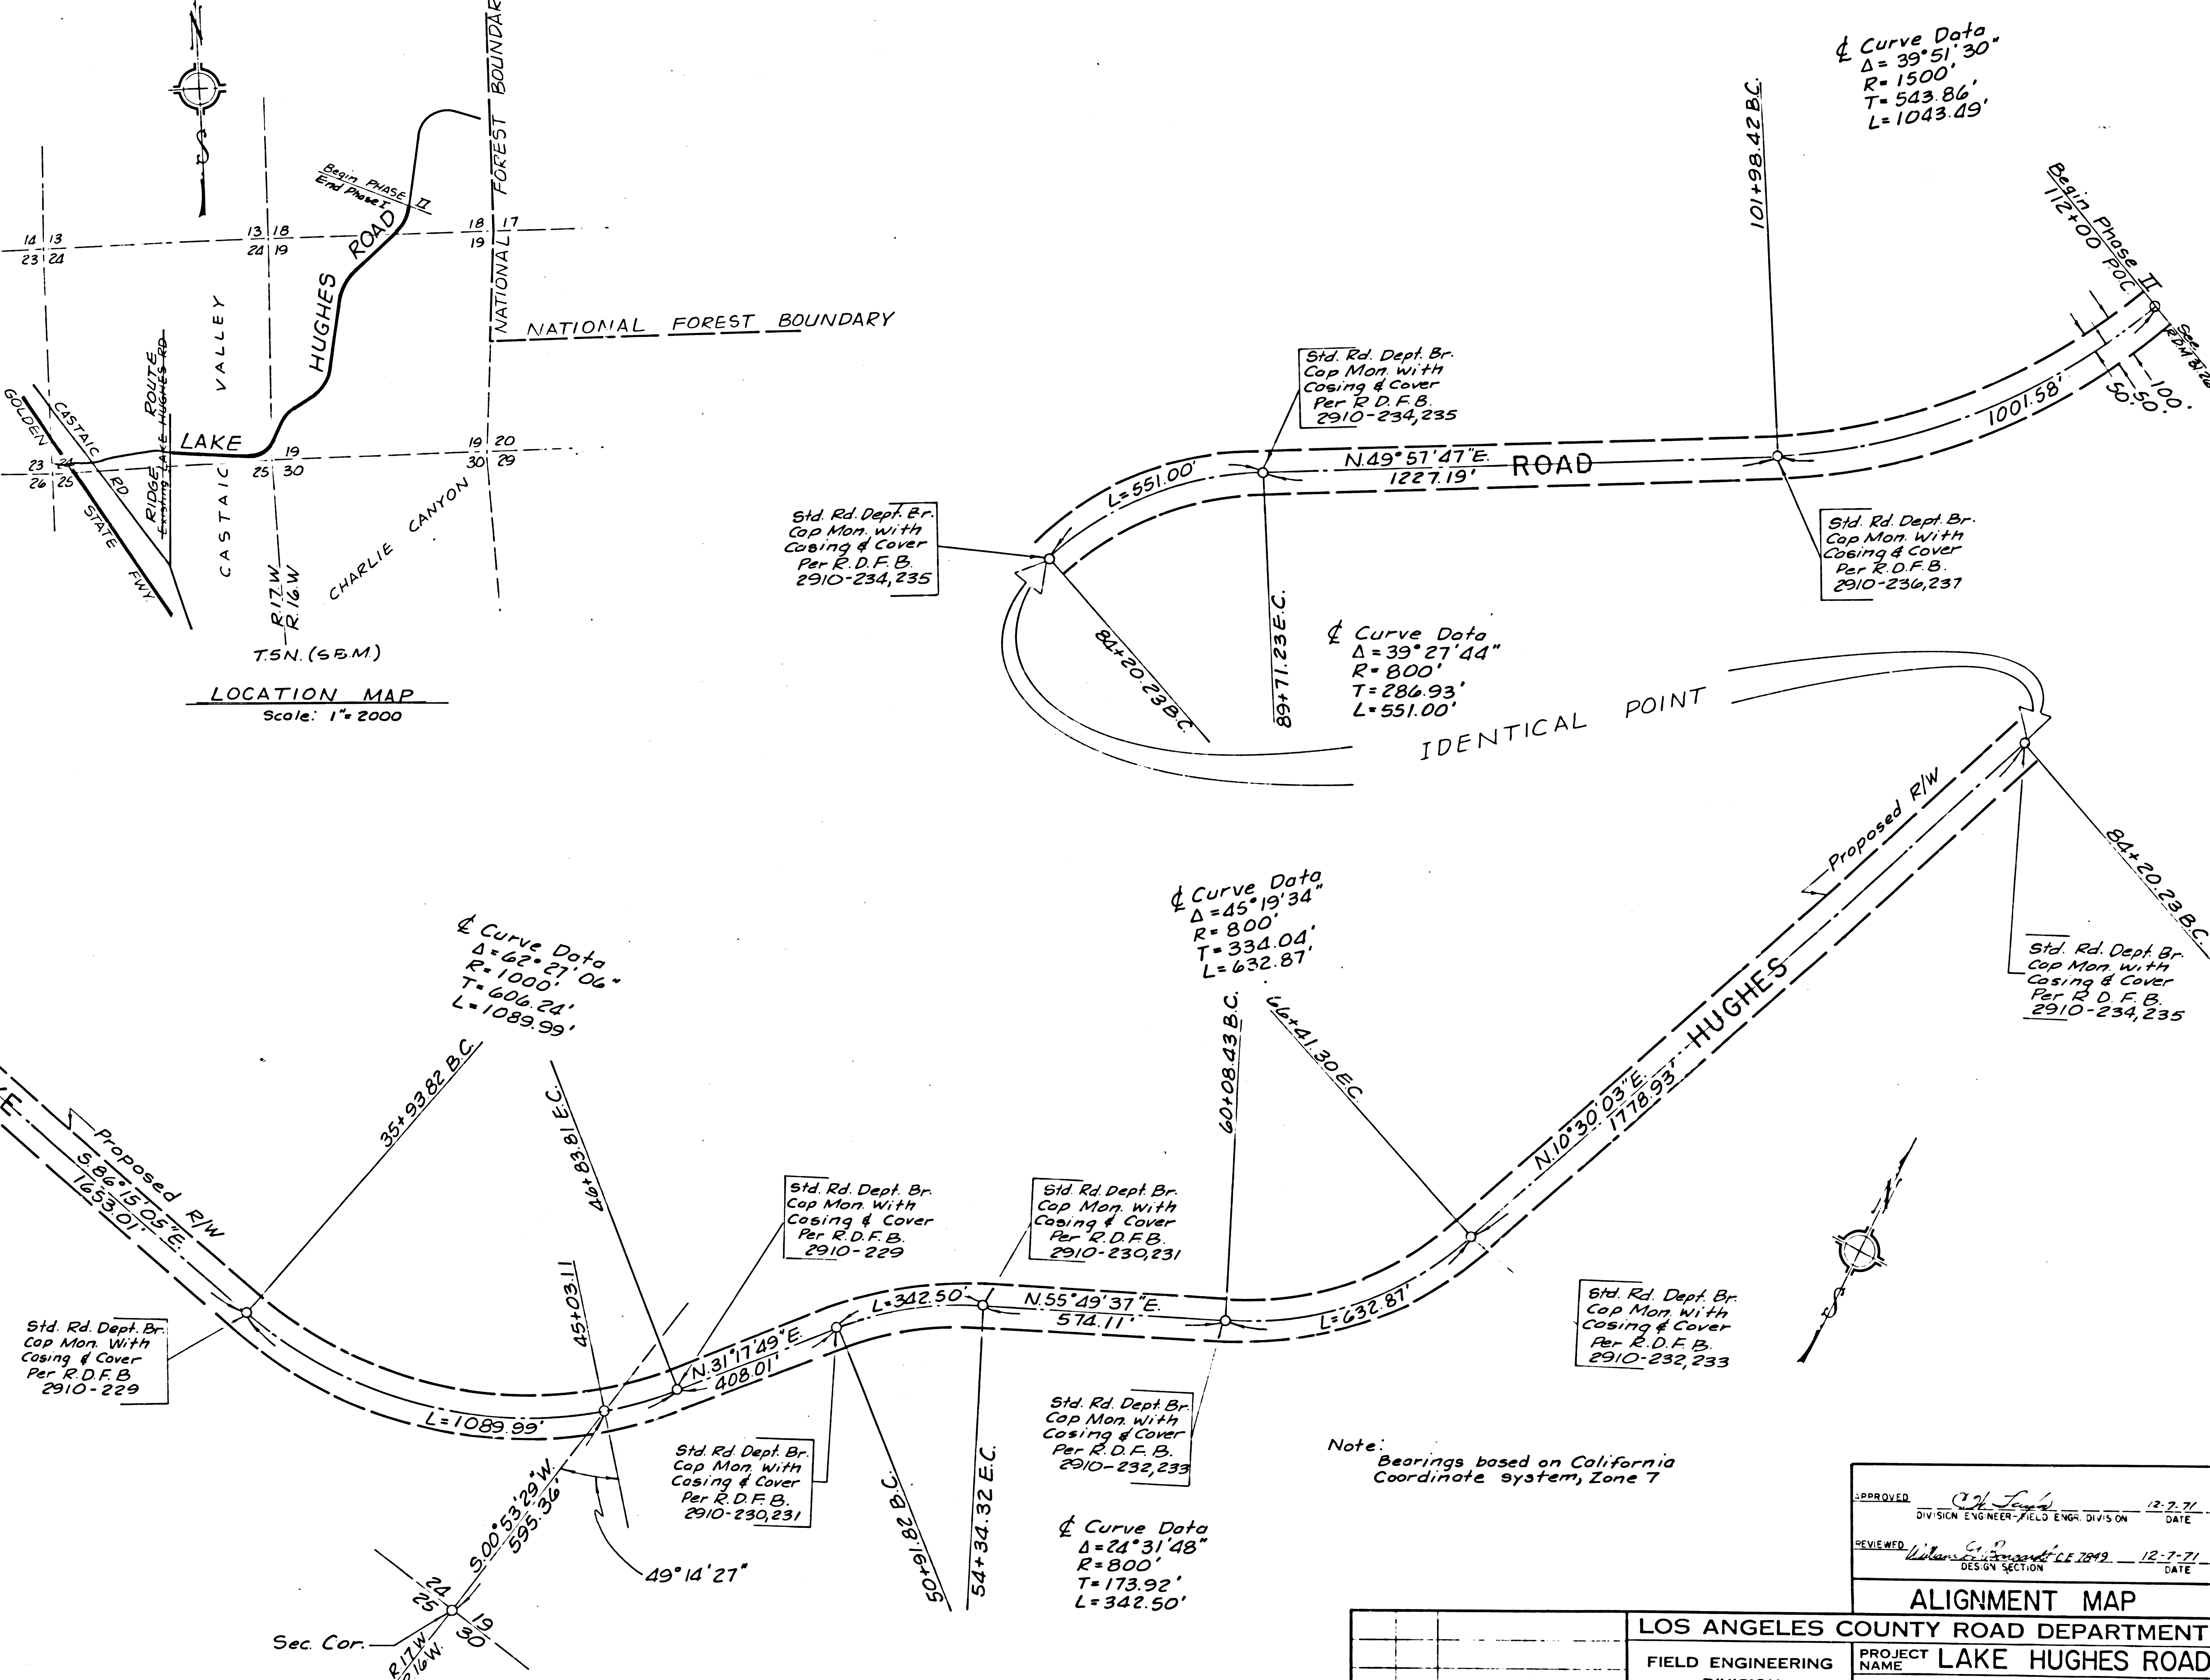 N
S
Begin PHASE II
End Phase I
NATIONAL FOREST BOUNDAR
14 13
23 24
13 18
24 19
18 17
19
HUGHES ROAD
NATIONAL FOREST BOUNDARY
CASTAIC VALLEY
RIDGE ROUTE
Existing LAKE HUGHES RD
GOLDEN STATE FWY.
CASTAIC RD
LAKE
23 24
26 25
19
25 30
19 20
30 29
CHARLIE CANYON
R.17.W
R.16.W
T.5N. (S.B.M.)
LOCATION MAP
Scale: 1"= 2000
℄ Curve Data
Δ= 39°51'30"
R= 1500'
T= 543.86'
L= 1043.49'
101+98.42 B.C.
Begin Phase II
112+00 P.O.C.
See
100'
50'
50'
1001.58'
Std. Rd. Dept. Br.
Cap Mon. with
Casing & Cover
Per R.D.F.B.
2910-234,235
L=551.00'
N.49°57'47"E.
1227.19'
ROAD
Std. Rd. Dept. Br.
Cap Mon. with
Casing & Cover
Per R.D.F.B.
2910-234,235
Std. Rd. Dept. Br.
Cap Mon. With
Casing & Cover
Per R.D.F.B.
2910-236,237
84+20.23 B.C.
89+71.23 E.C.
℄ Curve Data
Δ=39°27'44"
R= 800'
T= 286.93'
L= 551.00'
IDENTICAL POINT
Proposed R/W
84+20.23 B.C.
Std. Rd. Dept. Br.
Cap Mon. with
Casing & Cover
Per R.D.F.B.
2910-234,235
HUGHES
N.10°30'03"E.
1778.93'
℄ Curve Data
Δ=62°27'06"
R=1000'
T=606.24'
L=1089.99'
℄ Curve Data
Δ=45°19'34"
R= 800'
T= 334.04'
L= 632.87'
35+93.82 B.C.
46+83.81 E.C.
60+08.43 B.C.
66+41.30 E.C.
E
Proposed R/W
S.86°15'05"E.
1653.01'
45+03.11
Std. Rd. Dept. Br.
Cap Mon. With
Casing & Cover
Per R.D.F.B.
2910-229
Std. Rd. Dept. Br.
Cap Mon. With
Casing & Cover
Per R.D.F.B.
2910-230,231
Std. Rd. Dept. Br.
Cap Mon. With
Casing & Cover
Per R.D.F.B
2910-229
L=1089.99'
N.31°17'49"E.
408.01'
L=342.50'
N.55°49'37"E.
574.11'
L=632.87'
Std. Rd. Dept. Br.
Cap Mon. With
Casing & Cover
Per R.D.F.B.
2910-232,233
N
S
Std. Rd. Dept. Br.
Cap Mon. With
Casing & Cover
Per R.D.F.B.
2910-230,231
Std. Rd. Dept. Br.
Cap Mon. With
Casing & Cover
Per R.D.F.B.
2910-232,233
Note:
Bearings based on California
Coordinate system, Zone 7
S.00°53'29"W.
595.36'
49°14'27"
50+91.82 B.C.
54+34.32 E.C.
℄ Curve Data
Δ=24°31'48"
R=800'
T=173.92'
L=342.50'
24
25
19
30
Sec. Cor.
R.17W.
R.16W.
APPROVED 12-7-71
DIVISION ENGINEER-FIELD ENGR. DIVISION DATE
REVIEWED CE 7849 12-7-71
DESIGN SECTION DATE
ALIGNMENT MAP
LOS ANGELES COUNTY ROAD DEPARTMENT
FIELD ENGINEERING
PROJECT NAME LAKE HUGHES ROAD